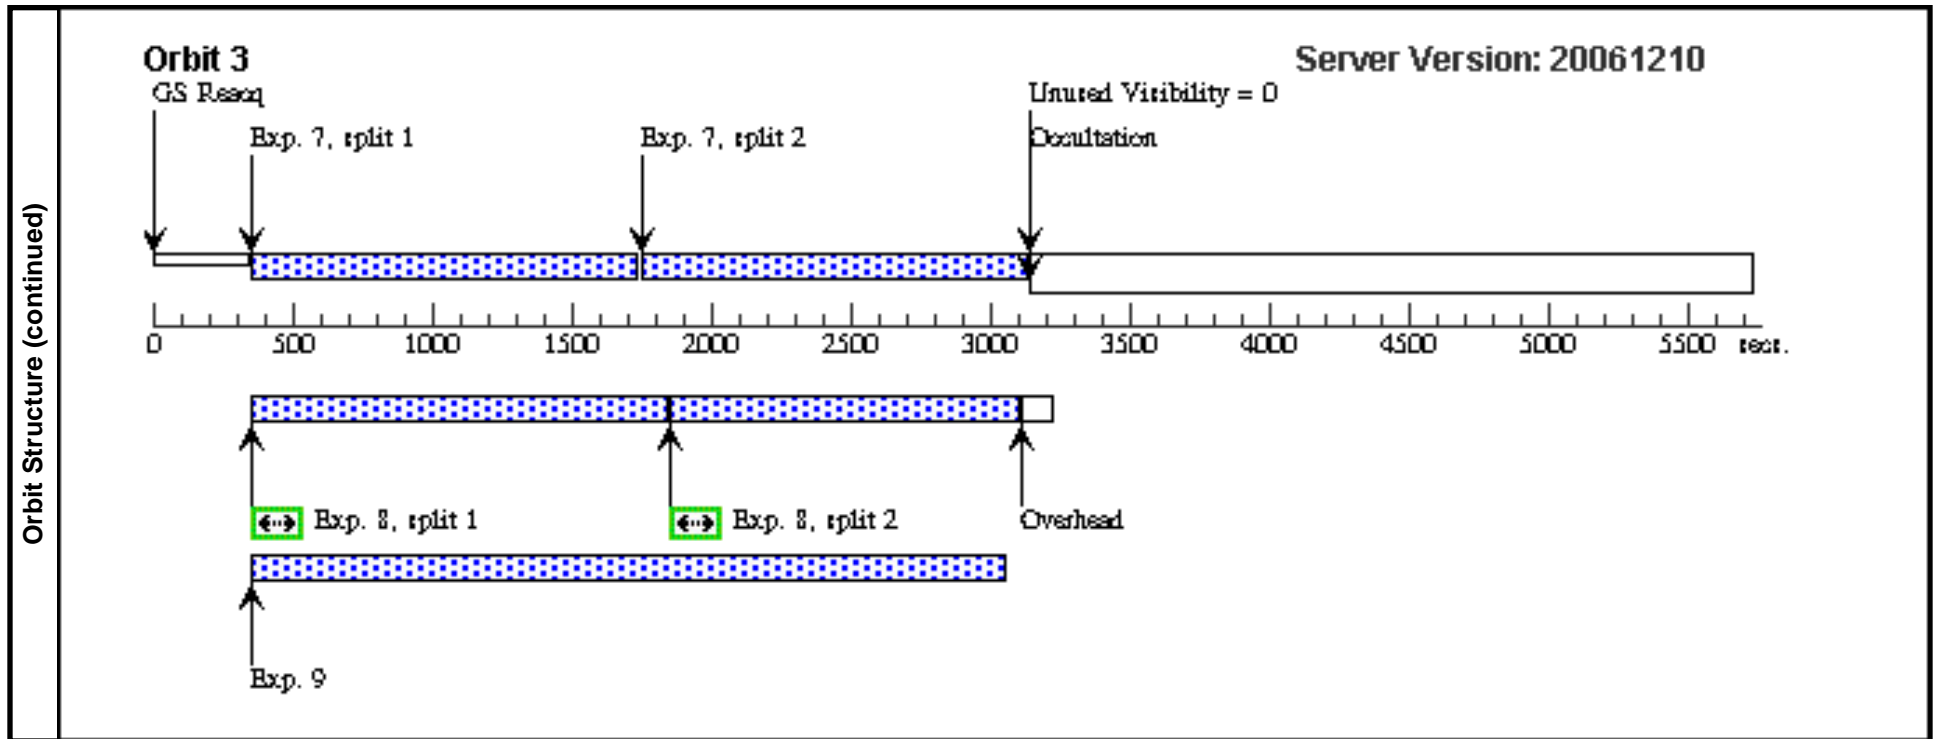 Orbit Structure (continued)
Orbit 3
Server Version: 20061210
GS Reacq
Unused Visibility = 0
Exp. 7, split 1
Exp. 7, split 2
Occultation
0 500 1000 1500 2000 2500 3000 3500 4000 4500 5000 5500 secs.
Exp. 8, split 1
Exp. 8, split 2
Overhead
Exp. 9